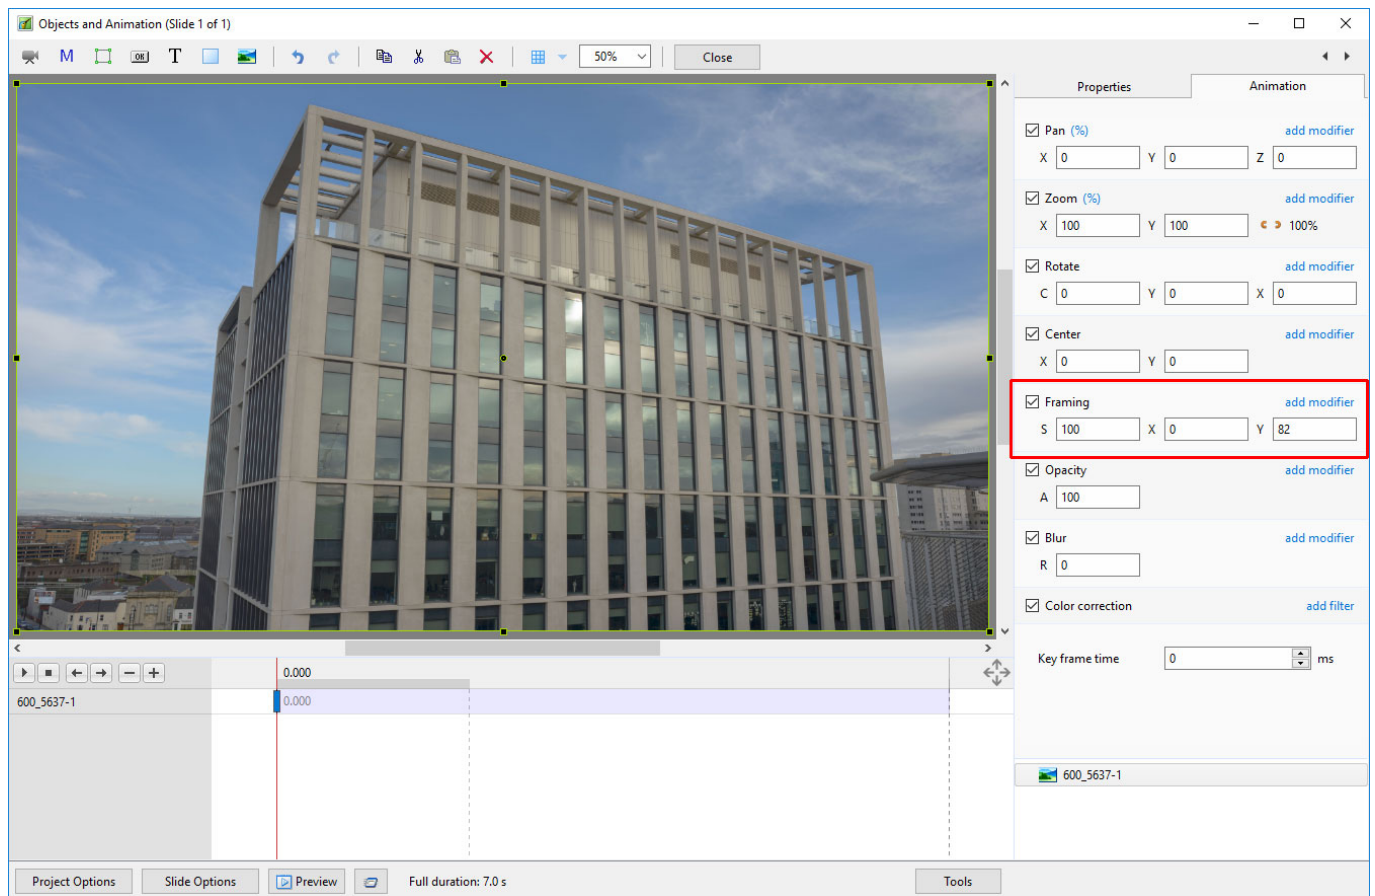 Objects and Animation (Slide 1 of 1)
M OK T 50% Close
Properties Animation
Pan (%) add modifier
X 0 Y 0 Z 0
Zoom (%) add modifier
X 100 Y 100 100%
Rotate add modifier
C 0 Y 0 X 0
Center add modifier
X 0 Y 0
Framing add modifier
S 100 X 0 Y 82
Opacity add modifier
A 100
Blur add modifier
R 0
Color correction add filter
Key frame time 0 ms
0.000
600_5637-1 0.000
600_5637-1
Project Options Slide Options Preview Full duration: 7.0 s Tools